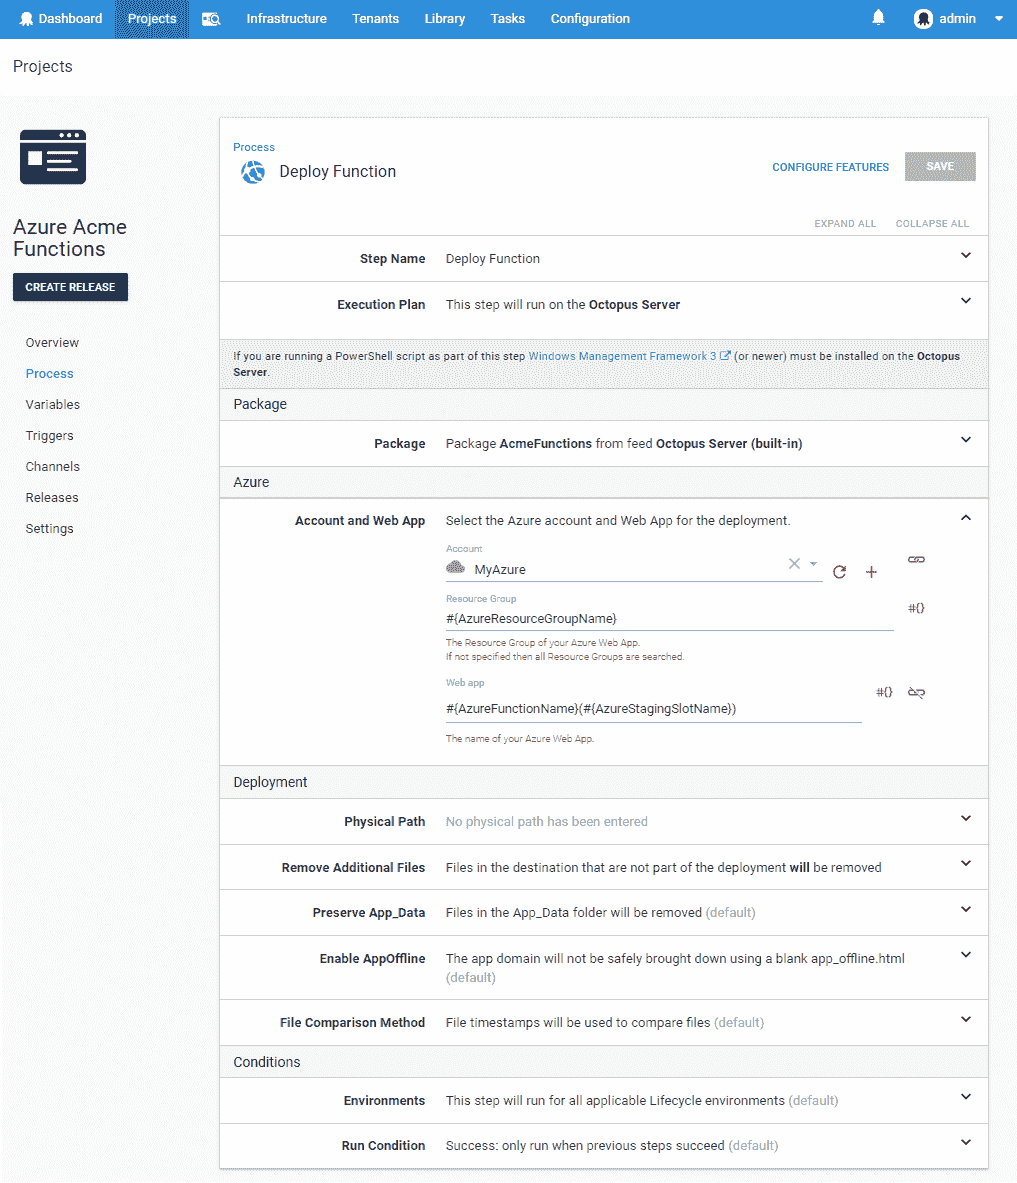 Dashboard
Projects
Infrastructure
Tenants
Library
Tasks
Configuration
admin
Projects
Azure Acme
Functions
CREATE RELEASE
Overview
Process
Variables
Triggers
Channels
Releases
Settings
Process
Deploy Function
CONFIGURE FEATURES
SAVE
EXPAND ALL
COLLAPSE ALL
Step Name
Deploy Function
Execution Plan
This step will run on the Octopus Server
If you are running a PowerShell script as part of this step Windows Management Framework 3 (or newer) must be installed on the Octopus
Server.
Package
Package
Package AcmeFunctions from feed Octopus Server (built-in)
Azure
Account and Web App
Select the Azure account and Web App for the deployment.
Account
MyAzure
Resource Group
#{AzureResourceGroupName}
#{}
The Resource Group of your Azure Web App.
If not specified then all Resource Groups are searched.
Web app
#{AzureFunctionName}(#{AzureStagingSlotName})
#{}
The name of your Azure Web App.
Deployment
Physical Path
No physical path has been entered
Remove Additional Files
Files in the destination that are not part of the deployment will be removed
Preserve App_Data
Files in the App_Data folder will be removed (default)
Enable AppOffline
The app domain will not be safely brought down using a blank app_offline.html
(default)
File Comparison Method
File timestamps will be used to compare files (default)
Conditions
Environments
This step will run for all applicable Lifecycle environments (default)
Run Condition
Success: only run when previous steps succeed (default)